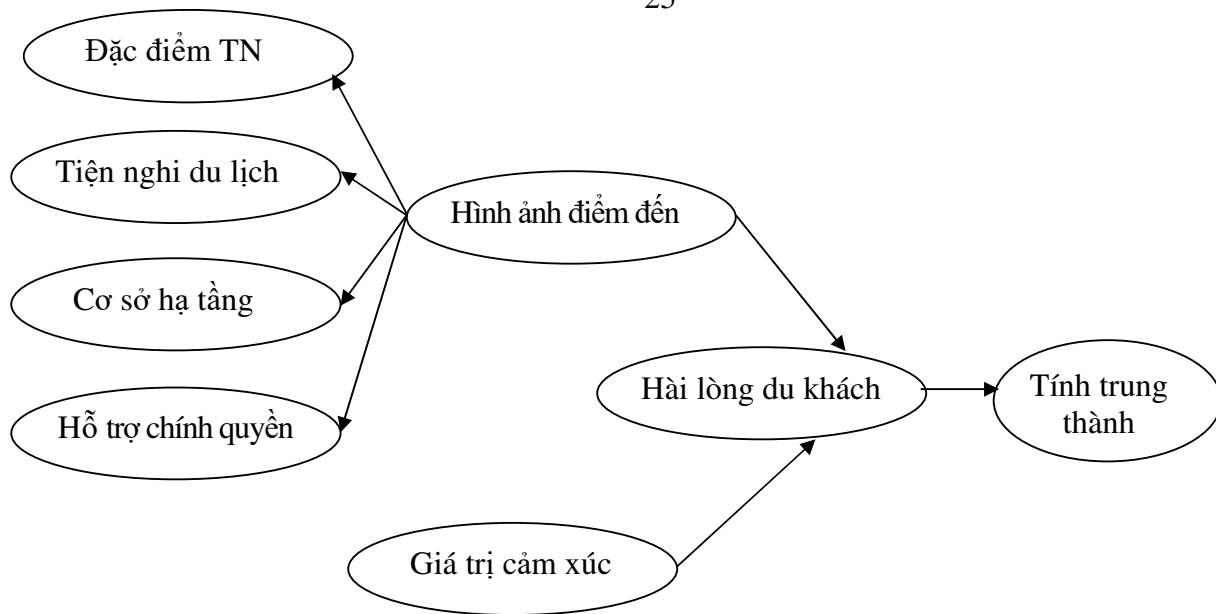 25
Đặc điểm TN
Tiện nghi du lịch
Hình ảnh điểm đến
Cơ sở hạ tầng
Hài lòng du khách
Tính trung
thành
Hỗ trợ chính quyền
Giá trị cảm xúc